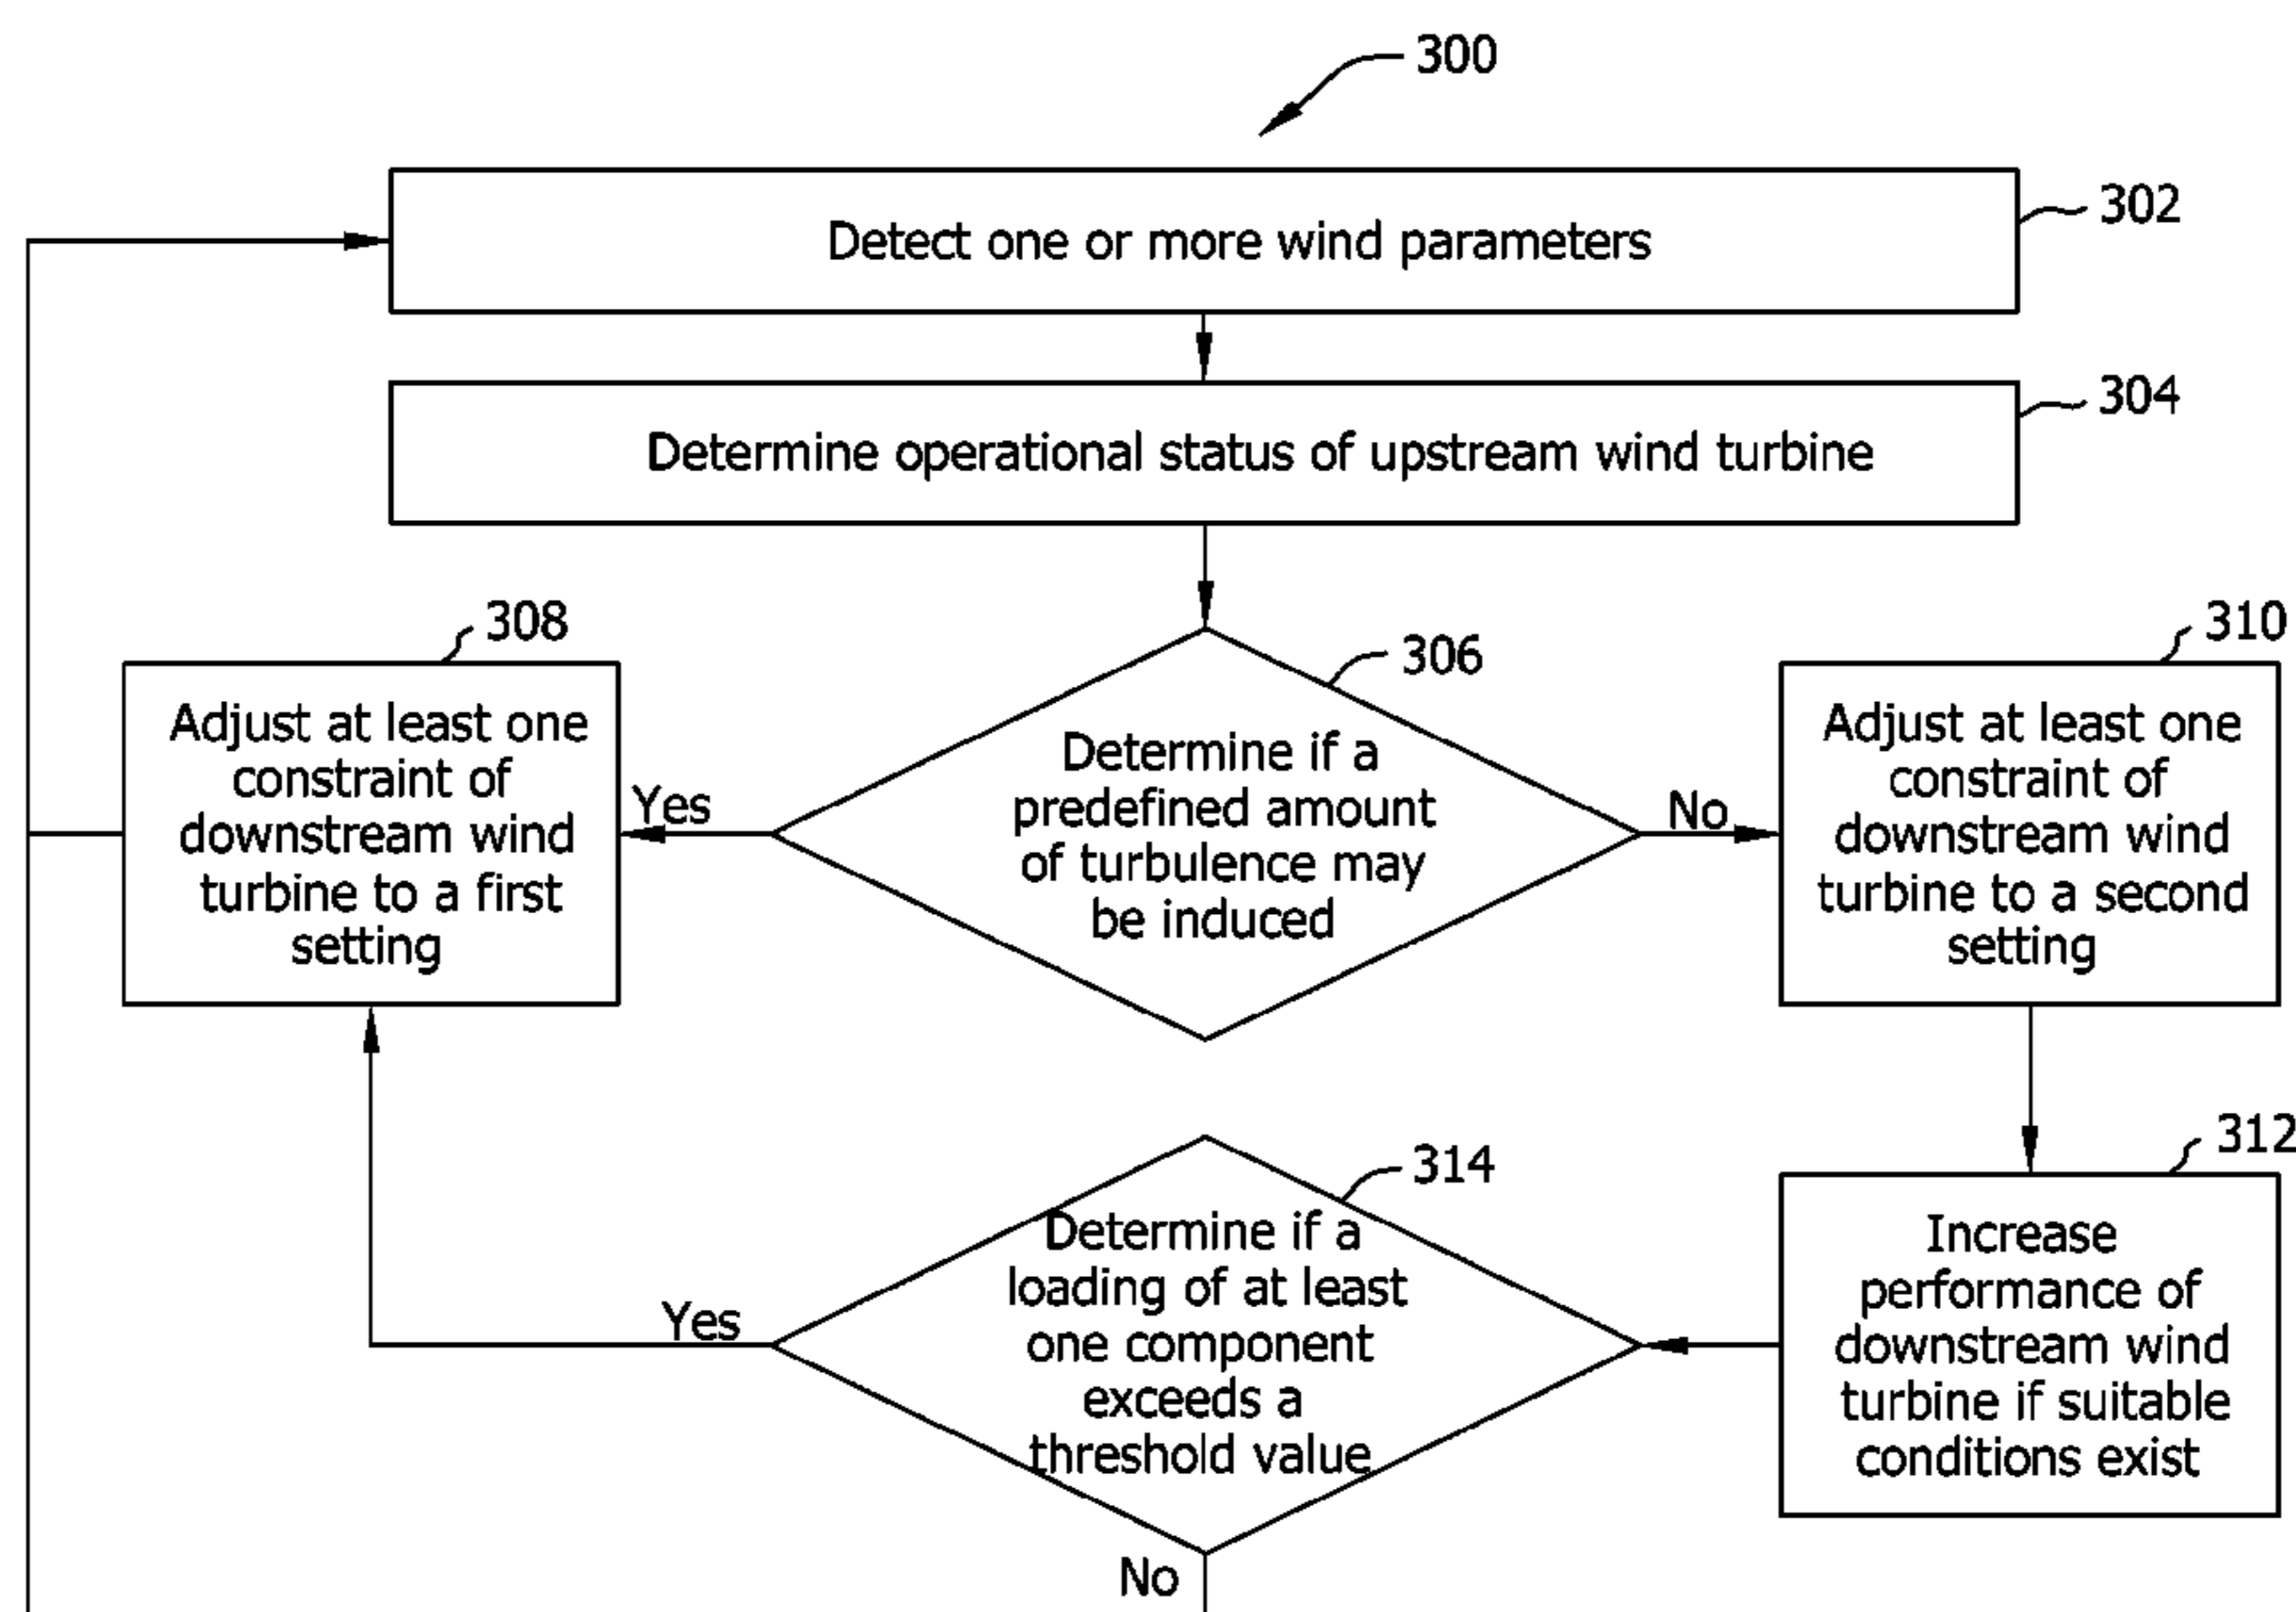 300
Detect one or more wind parameters
302
Determine operational status of upstream wind turbine
304
308
Adjust at least one
constraint of
downstream wind
turbine to a first
setting
Yes
306
Determine if a
predefined amount
of turbulence may
be induced
No
310
Adjust at least one
constraint of
downstream wind
turbine to a second
setting
312
Increase
performance of
downstream wind
turbine if suitable
conditions exist
314
Determine if a
loading of at least
one component
exceeds a
threshold value
Yes
No